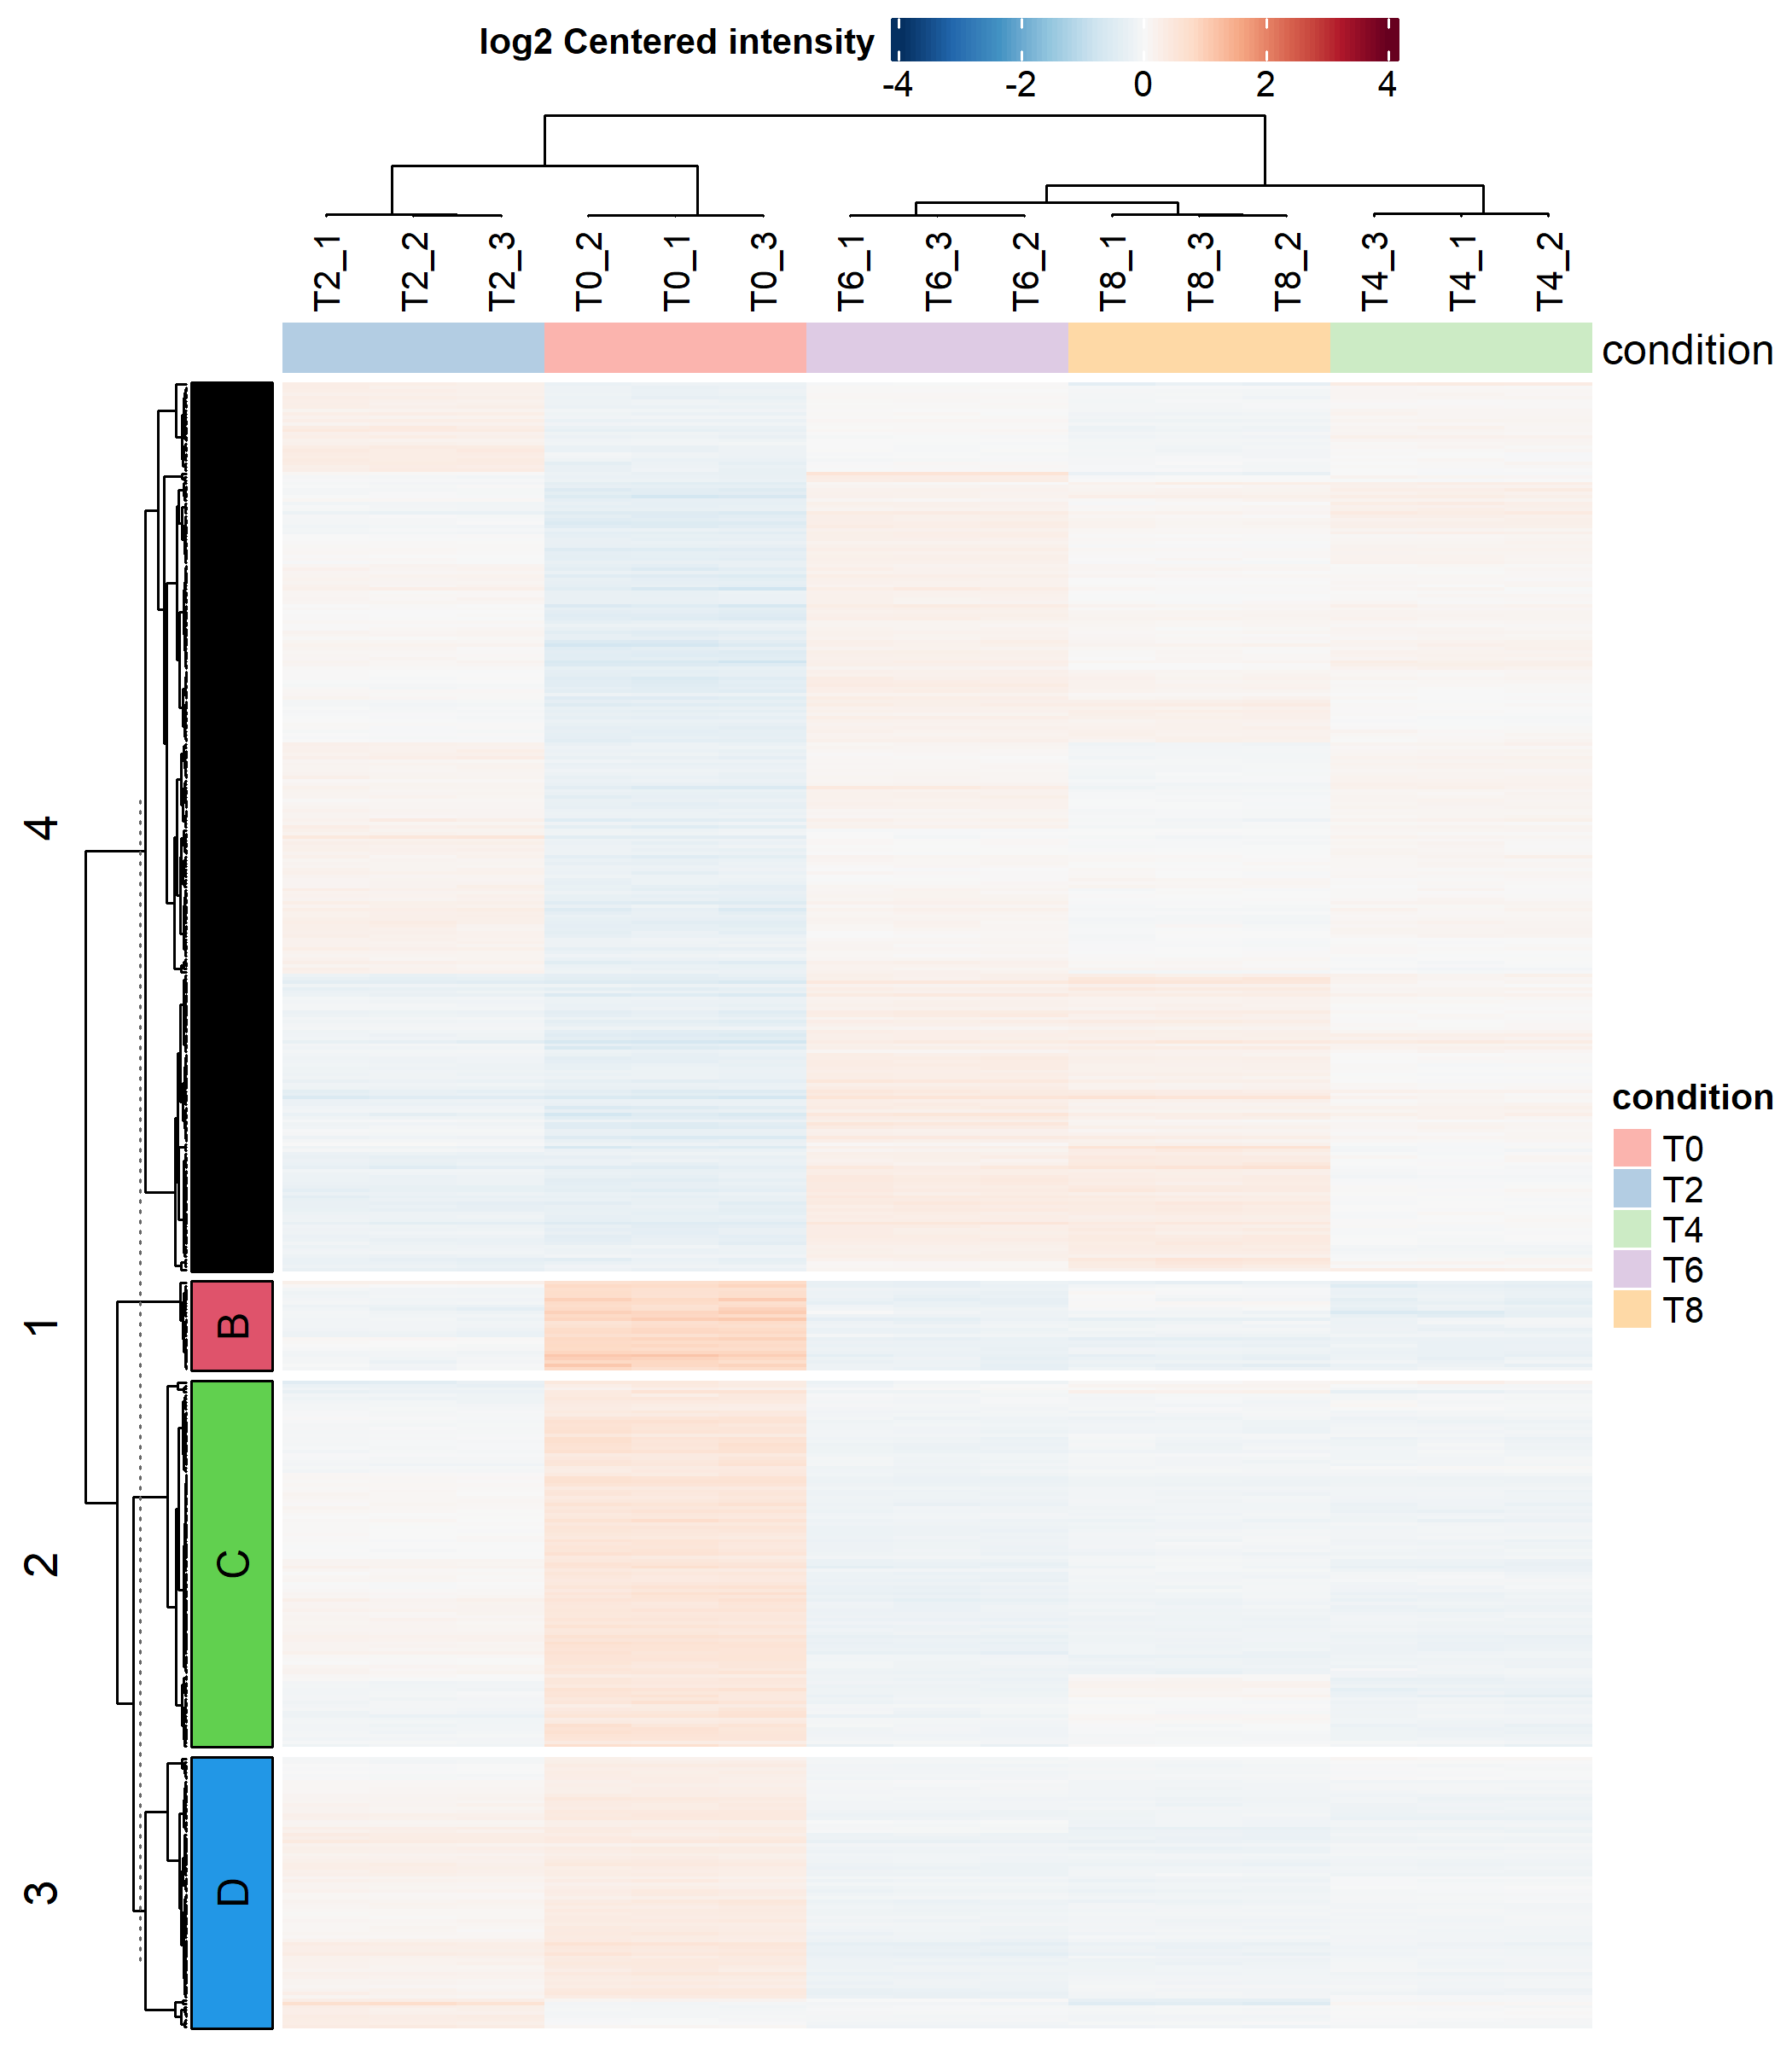 log2 Centered intensity
-4 -2 0 2 4
T2_1 T2_2 T2_3 T0_2 T0_1 T0_3 T6_1 T6_3 T6_2 T8_1 T8_3 T8_2 T4_3 T4_1 T4_2
condition
4
1
B
2
C
3
D
condition
T0
T2
T4
T6
T8